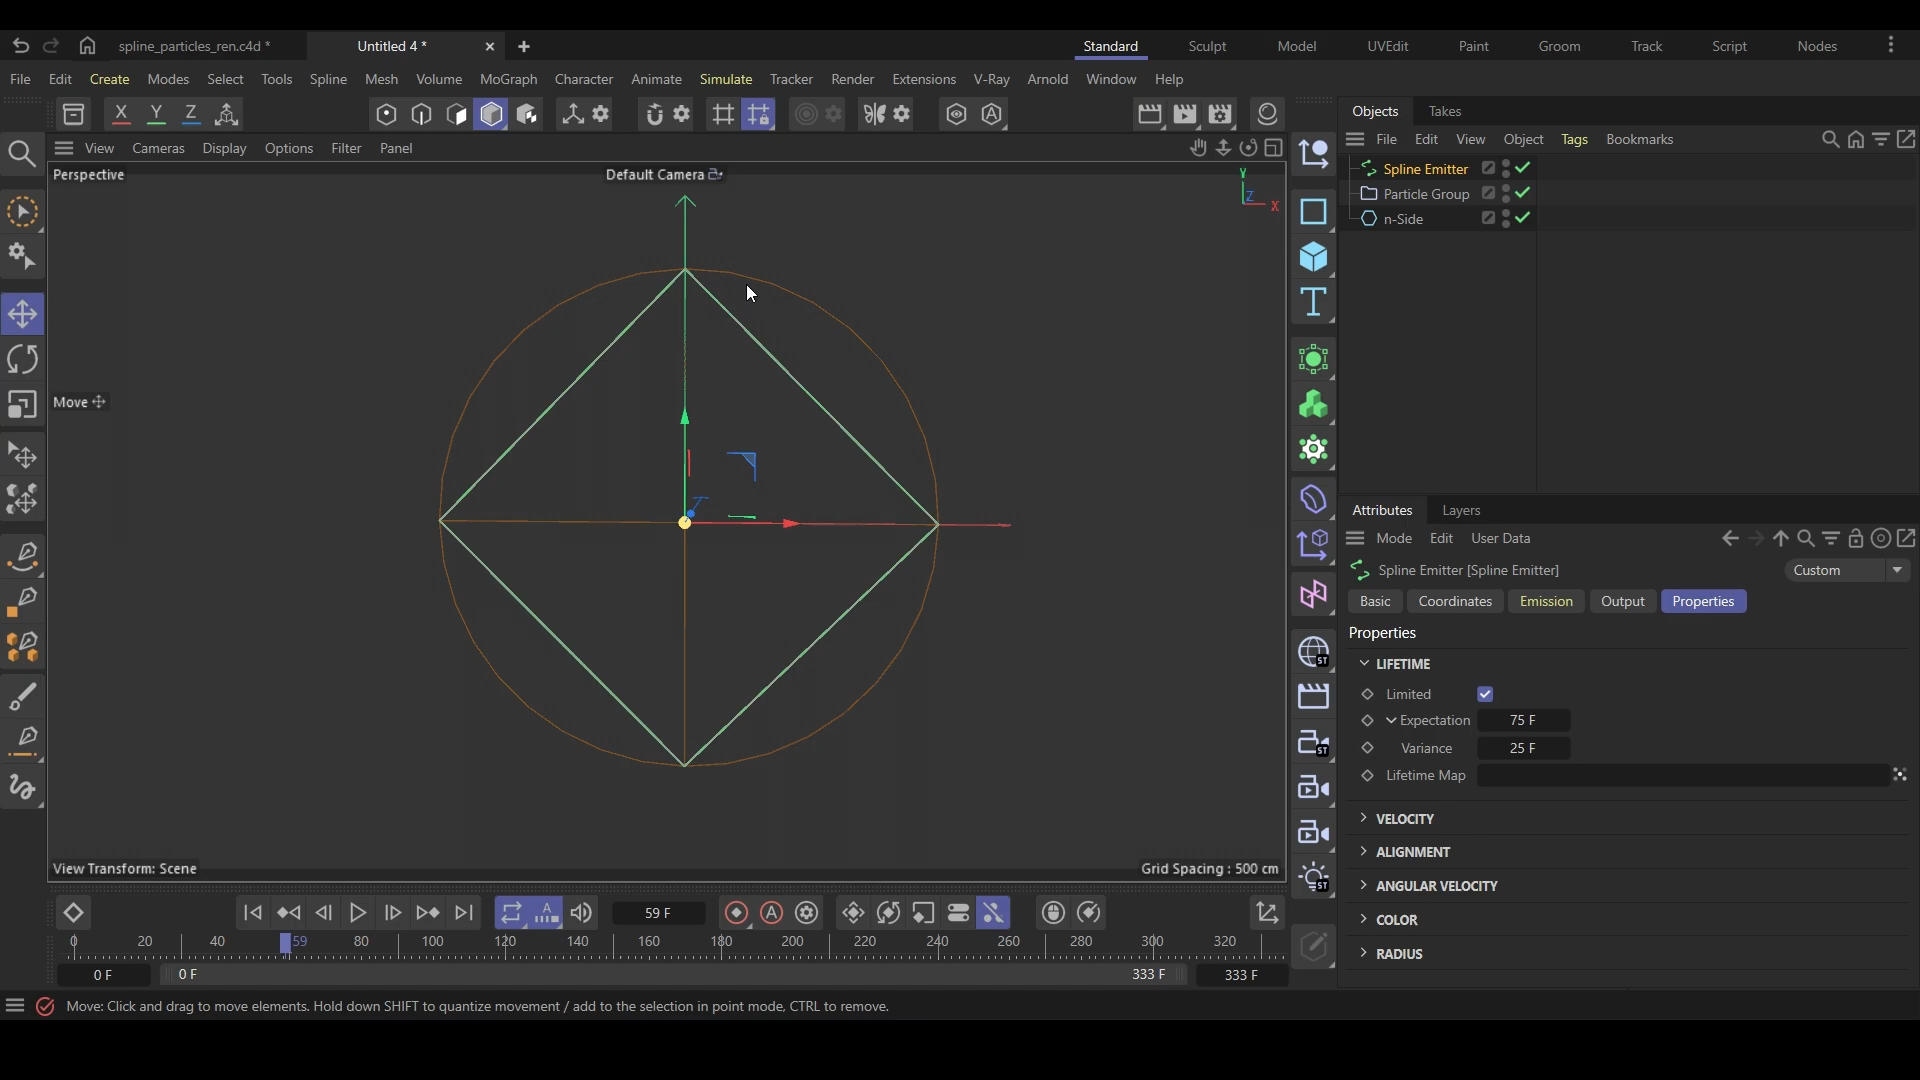 spline_particles_ren.c4d * Untitled 4 *
Standard Sculpt Model UVEdit Paint Groom Track Script Nodes
File Edit Create Modes Select Tools Spline Mesh Volume MoGraph Character Animate Simulate Tracker Render Extensions V-Ray Arnold Window Help
X Y Z
Objects Takes
File Edit View Object Tags Bookmarks
View Cameras Display Options Filter Panel
Perspective
Default Camera
Y
Z
X
Spline Emitter
Particle Group
n-Side
Move
Attributes Layers
Mode Edit User Data
Spline Emitter [Spline Emitter]
Custom
Basic Coordinates Emission Output Properties
Properties
LIFETIME
Limited
Expectation 75 F
Variance 25 F
Lifetime Map
VELOCITY
ALIGNMENT
ANGULAR VELOCITY
COLOR
RADIUS
ST
ST
ST
View Transform: Scene
Grid Spacing : 500 cm
A
59 F
A
0 20 40 59 80 100 120 140 160 180 200 220 240 260 280 300 320
0 F 0 F 333 F 333 F
Move: Click and drag to move elements. Hold down SHIFT to quantize movement / add to the selection in point mode, CTRL to remove.